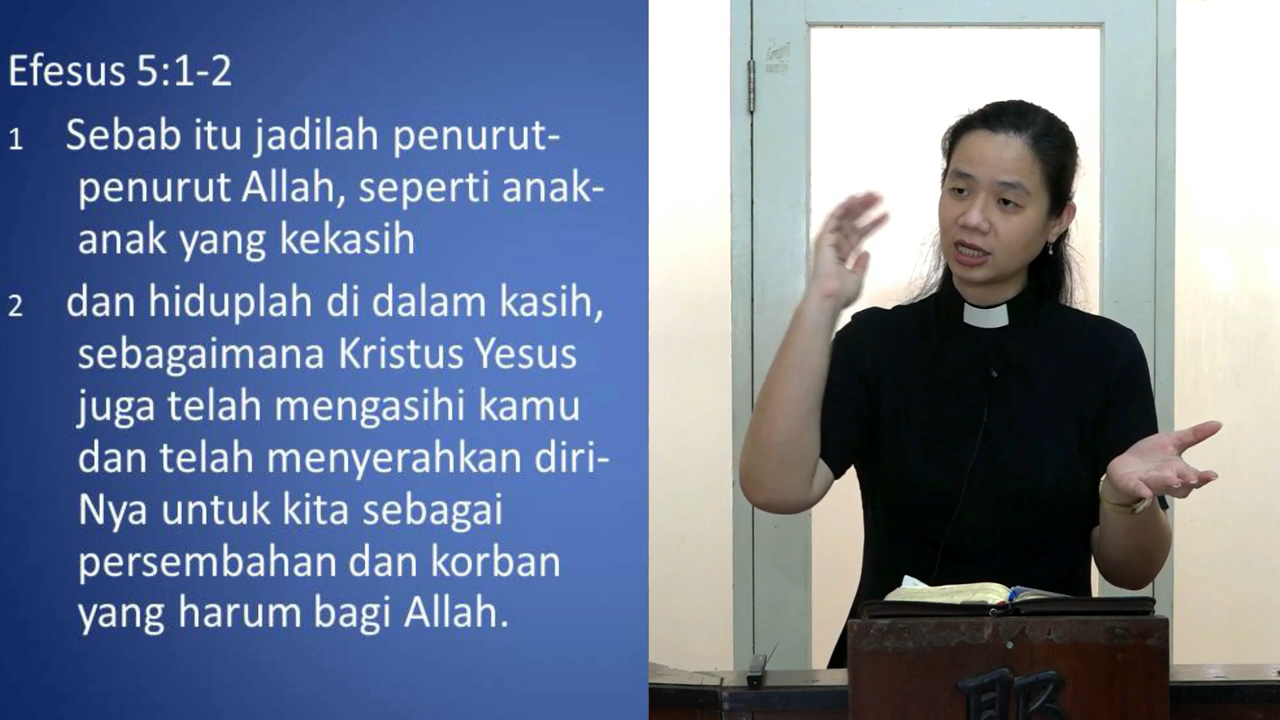 Efesus 5:1-2
1 Sebab itu jadilah penurut-
penurut Allah, seperti anak-
anak yang kekasih
2 dan hiduplah di dalam kasih,
sebagaimana Kristus Yesus
juga telah mengasihi kamu
dan telah menyerahkan diri-
Nya untuk kita sebagai
persembahan dan korban
yang harum bagi Allah.
耶